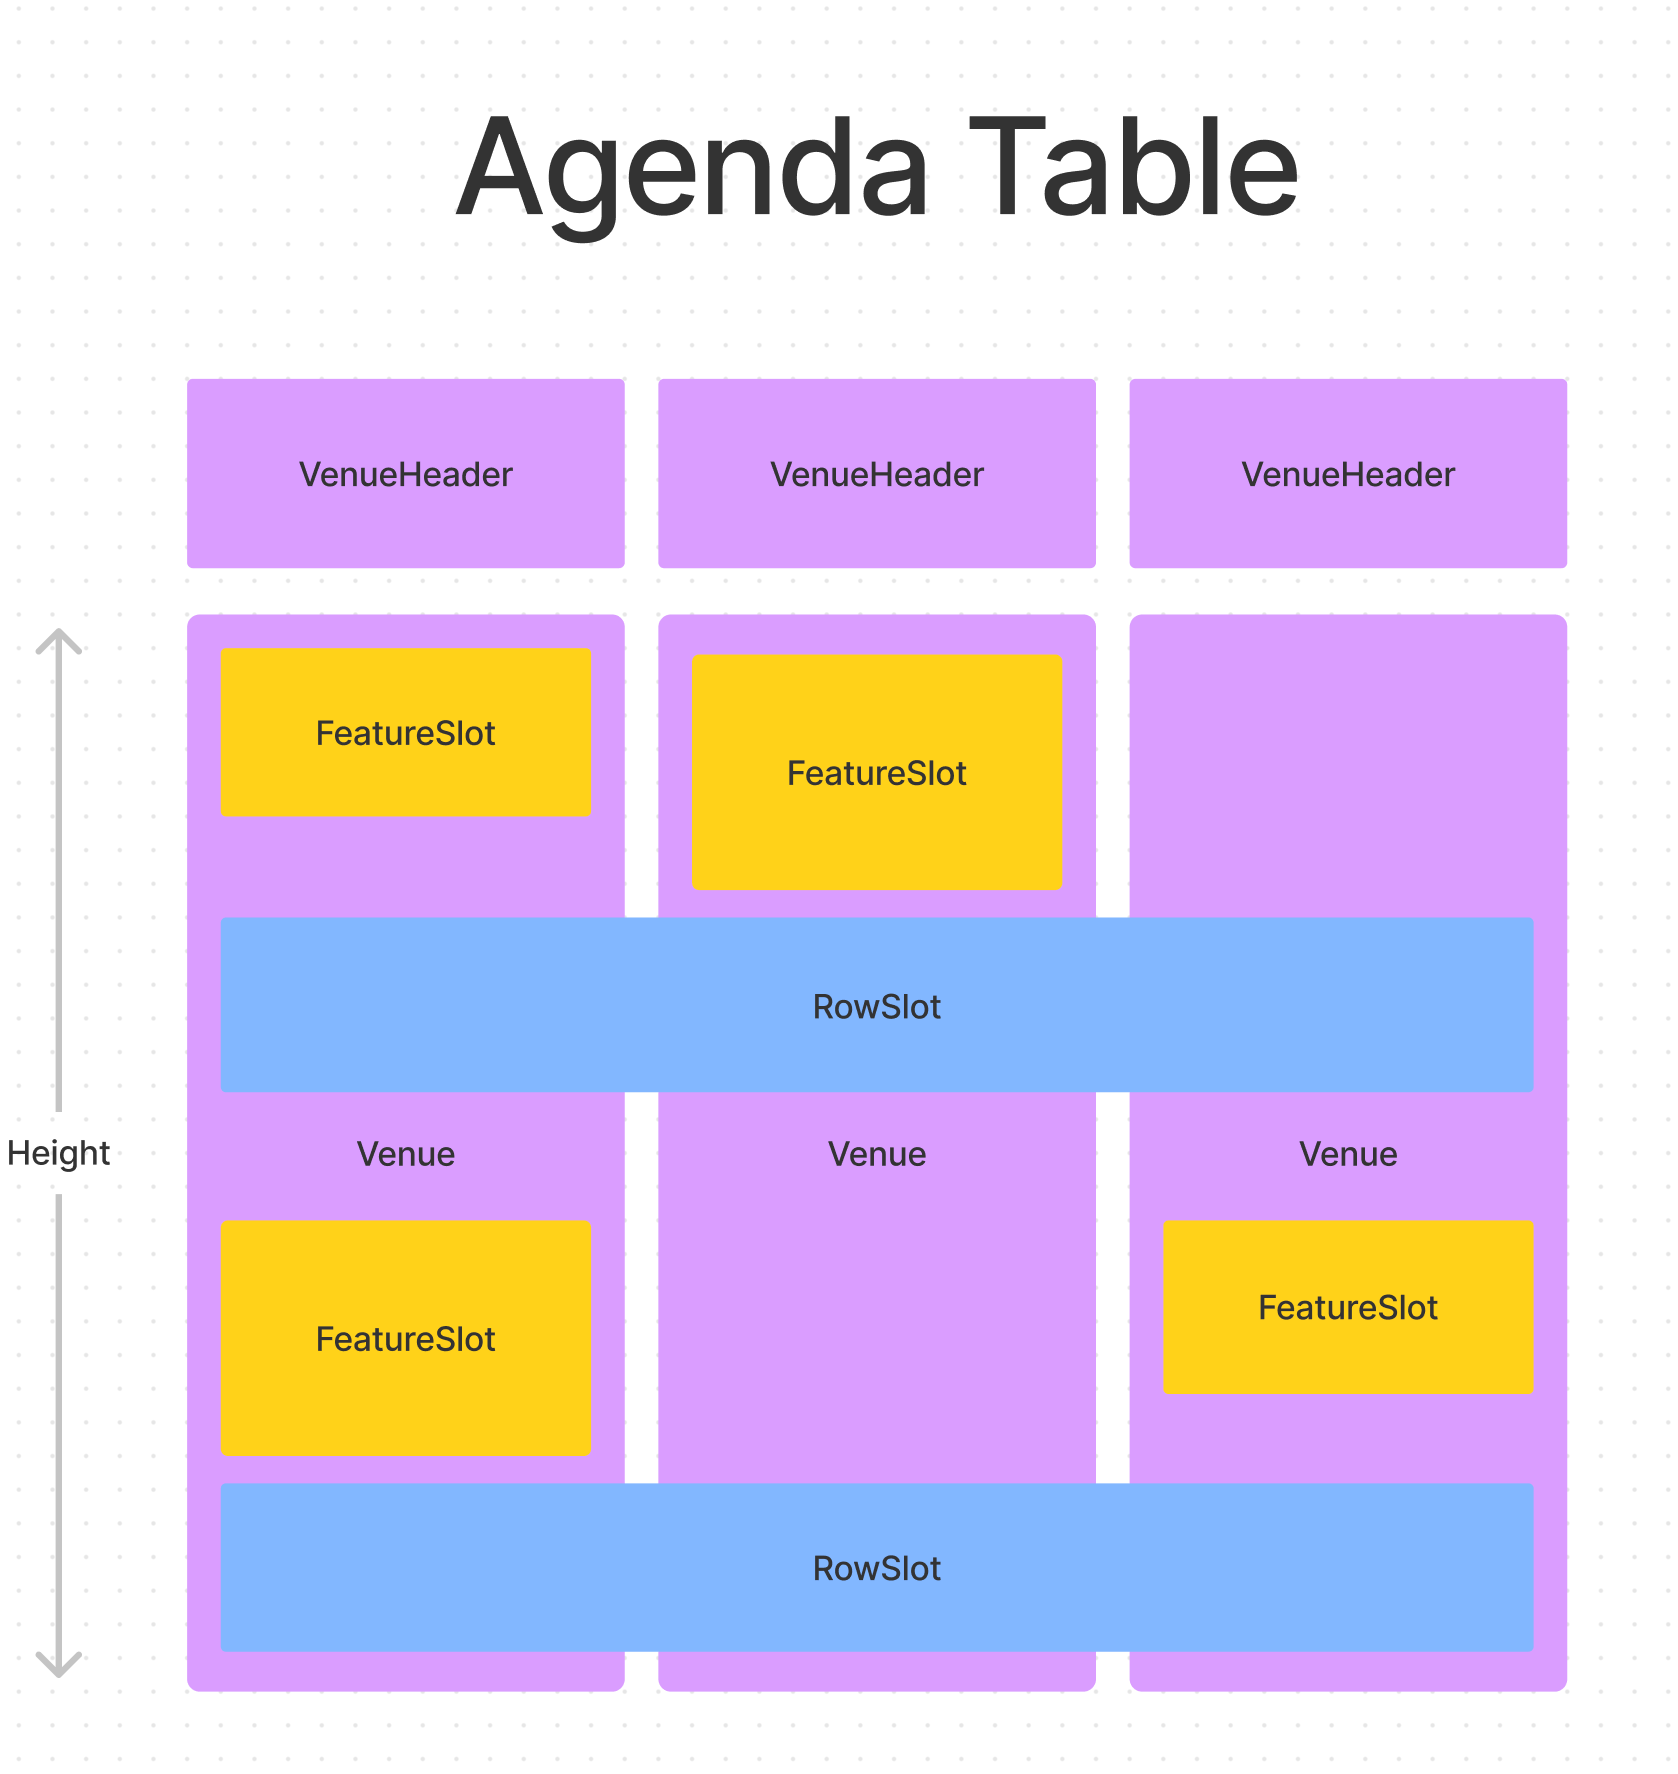 Agenda Table
VenueHeader
VenueHeader
VenueHeader
FeatureSlot
FeatureSlot
RowSlot
Height
Venue
Venue
Venue
FeatureSlot
FeatureSlot
RowSlot